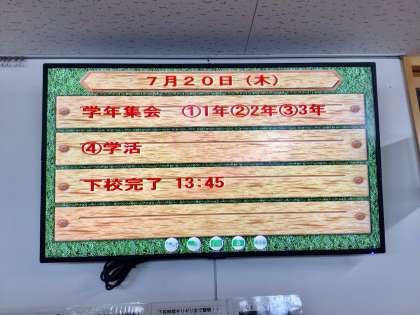 ７月２０日（木）
学年集会　①1年②2年③3年
④学活
下校完了 13:45